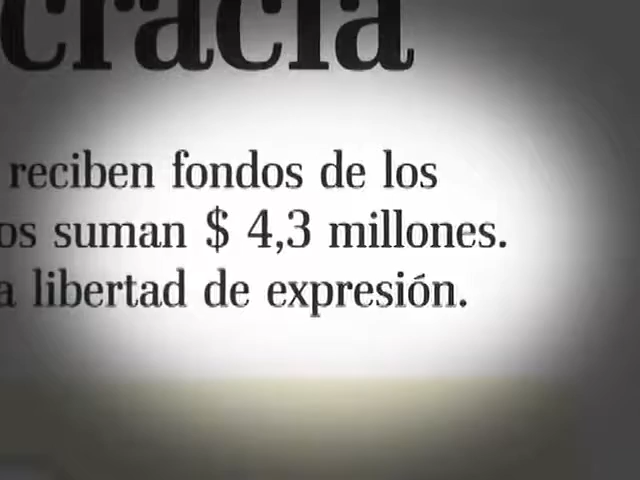 cracia
reciben fondos de los
os suman $ 4,3 millones.
a libertad de expresión.